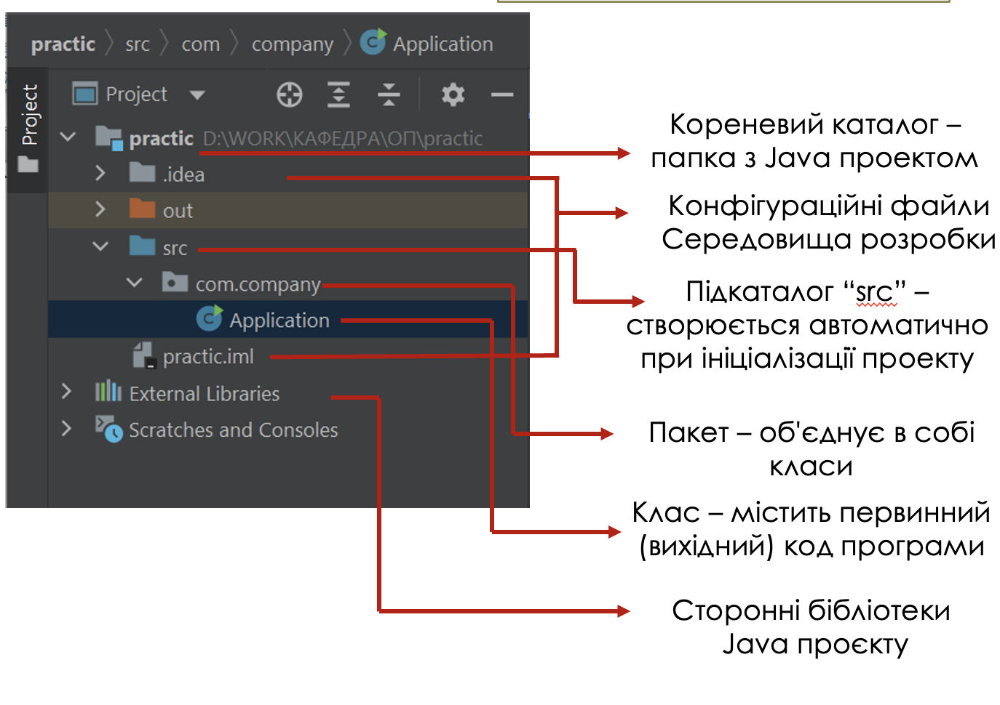 practic src com company Application
Project
Project
practic D:\WORK\КАФЕДРА\ОП\practic
.idea
out
src
com.company
Application
practic.iml
External Libraries
Scratches and Consoles
Кореневий каталог –
папка з Java проектом
Конфігураційні файли
Середовища розробки
Підкаталог “src” –
створюється автоматично
при ініціалізації проекту
Пакет – об'єднує в собі
класи
Клас – містить первинний
(вихідний) код програми
Сторонні бібліотеки
Java проєкту